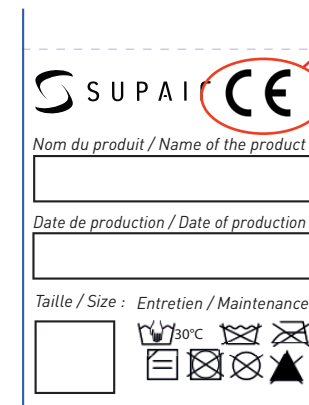 SUPAIR CE
Nom du produit / Name of the product
Date de production / Date of production
Taille / Size : Entretien / Maintenance
30°C